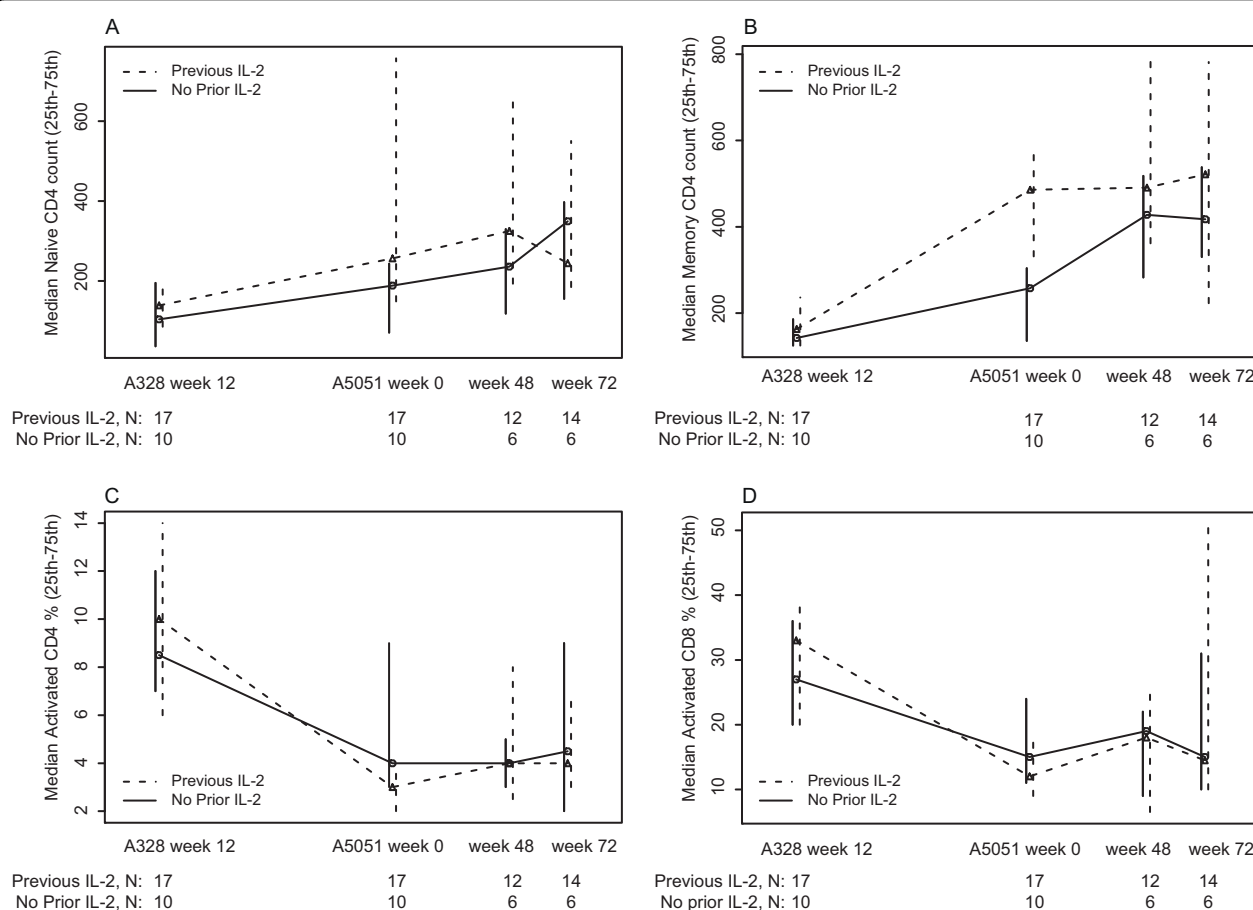 A
Median Naive CD4 count (25th-75th)
200 400 600
Previous IL-2
No Prior IL-2
A328 week 12 A5051 week 0 week 48 week 72
Previous IL-2, N: 17 17 12 14
No Prior IL-2, N: 10 10 6 6
B
Median Memory CD4 count (25th-75th)
200 400 600 800
Previous IL-2
No Prior IL-2
A328 week 12 A5051 week 0 week 48 week 72
Previous IL-2, N: 17 17 12 14
No Prior IL-2, N: 10 10 6 6
C
Median Activated CD4 % (25th-75th)
2 4 6 8 10 12 14
Previous IL-2
No Prior IL-2
A328 week 12 A5051 week 0 week 48 week 72
Previous IL-2, N: 17 17 12 14
No Prior IL-2, N: 10 10 6 6
D
Median Activated CD8 % (25th-75th)
10 20 30 40 50
Previous IL-2
No Prior IL-2
A328 week 12 A5051 week 0 week 48 week 72
Previous IL-2, N: 17 17 12 14
No prior IL-2, N: 10 10 6 6